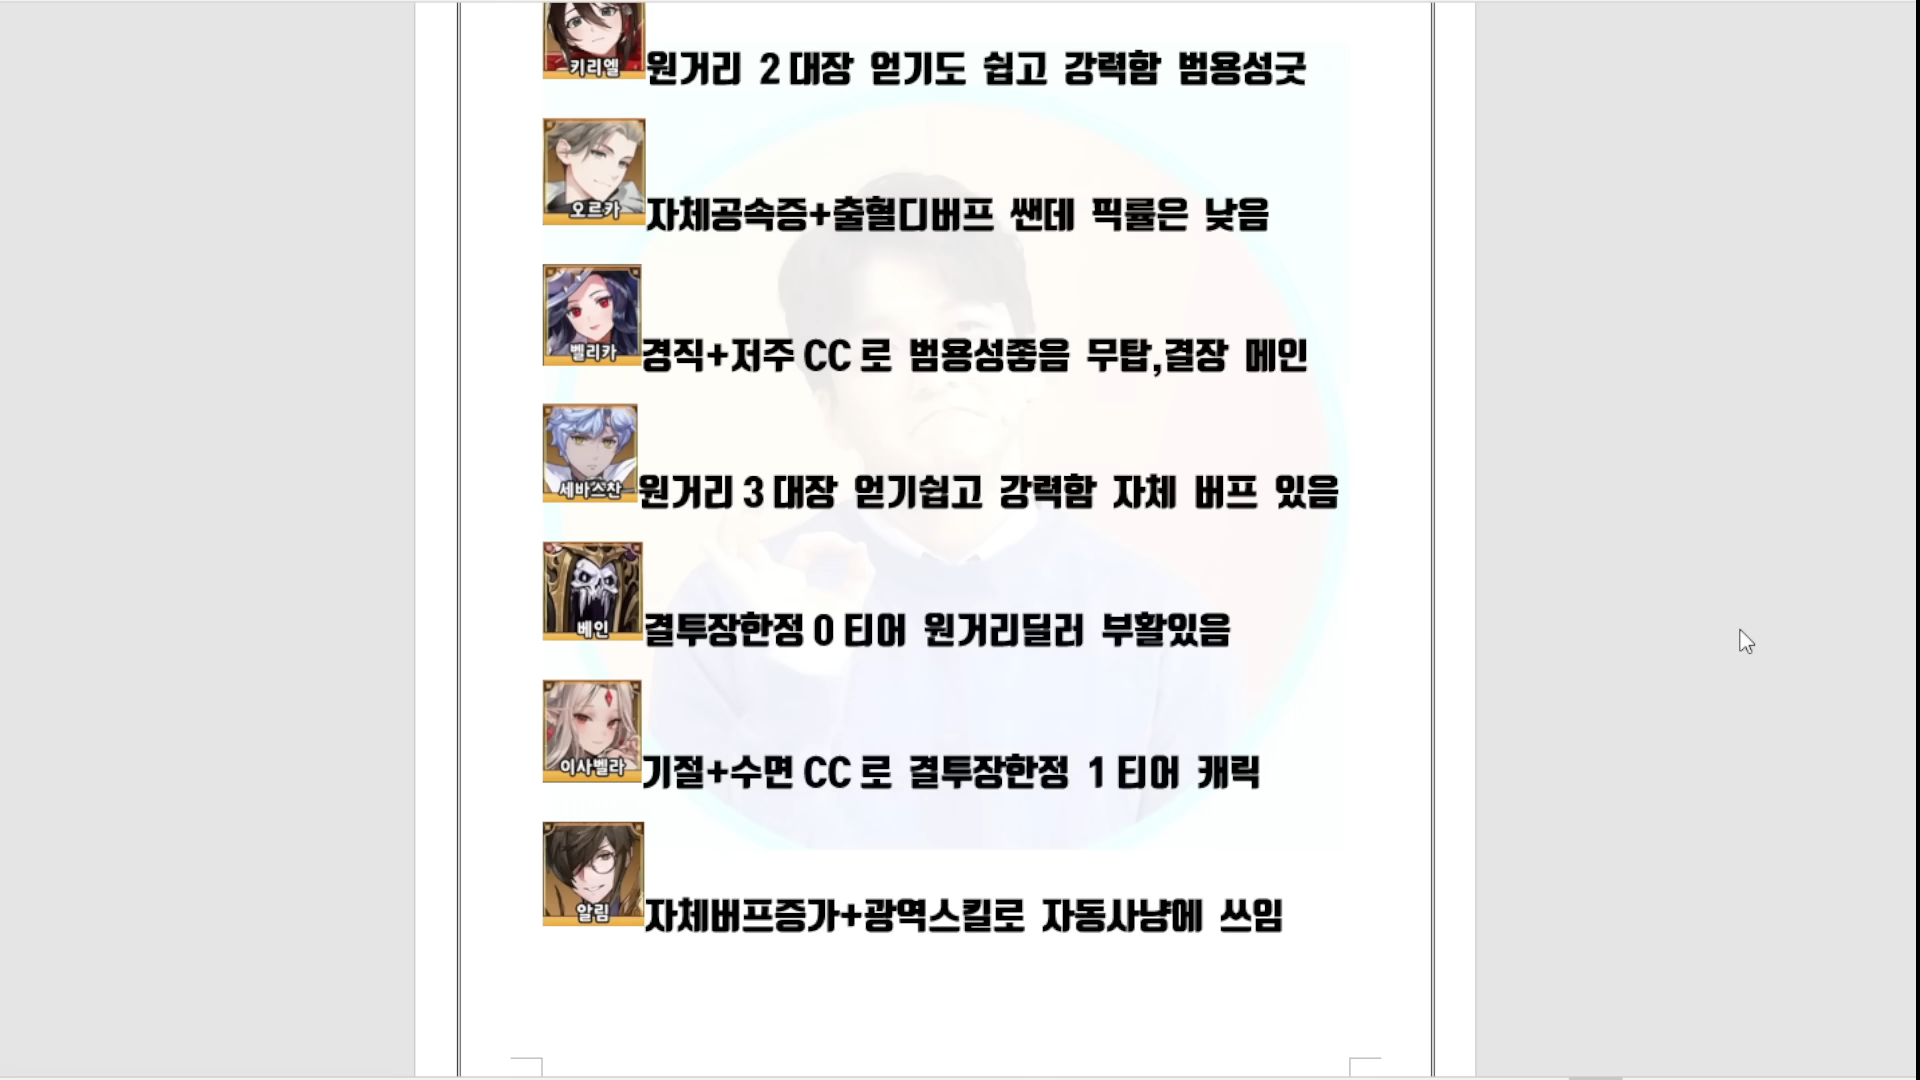 키리엘
원거리 2대장 얻기도 쉽고 강력함 범용성굿
오르카
자체공속증+출혈디버프 쌘데 픽률은 낮음
벨리카
경직+저주 CC로 범용성좋음 무탑,결장 메인
세바스찬
원거리 3대장 얻기쉽고 강력함 자체 버프 있음
베인
결투장한정 0티어 원거리딜러 부활있음
이사벨라
기절+수면 CC로 결투장한정 1티어 캐릭
알림
자체버프증가+광역스킬로 자동사냥에 쓰임